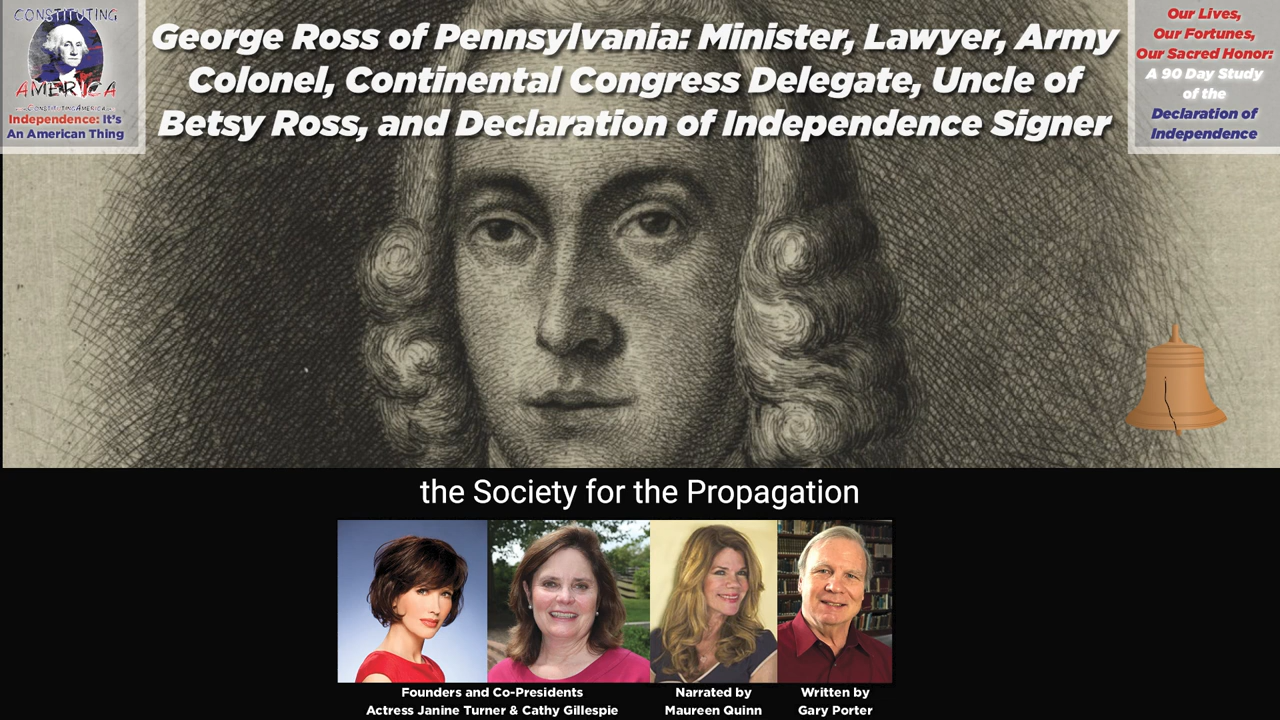 CONSTITUTING
AMERICA
Independence: It's
An American Thing
George Ross of Pennsylvania: Minister, Lawyer, Army
Colonel, Continental Congress Delegate, Uncle of
Betsy Ross, and Declaration of Independence Signer
Our Lives,
Our Fortunes,
Our Sacred Honor:
A 90 Day Study
of the
Declaration of
Independence
the Society for the Propagation
Founders and Co-Presidents
Actress Janine Turner & Cathy Gillespie
Narrated by
Maureen Quinn
Written by
Gary Porter